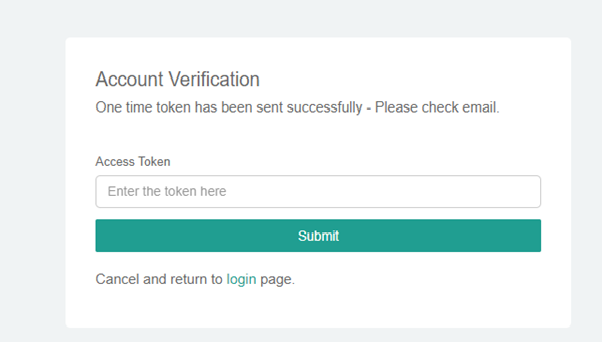 Account Verification
One time token has been sent successfully - Please check email.
Access Token
Enter the token here
Submit
Cancel and return to login page.